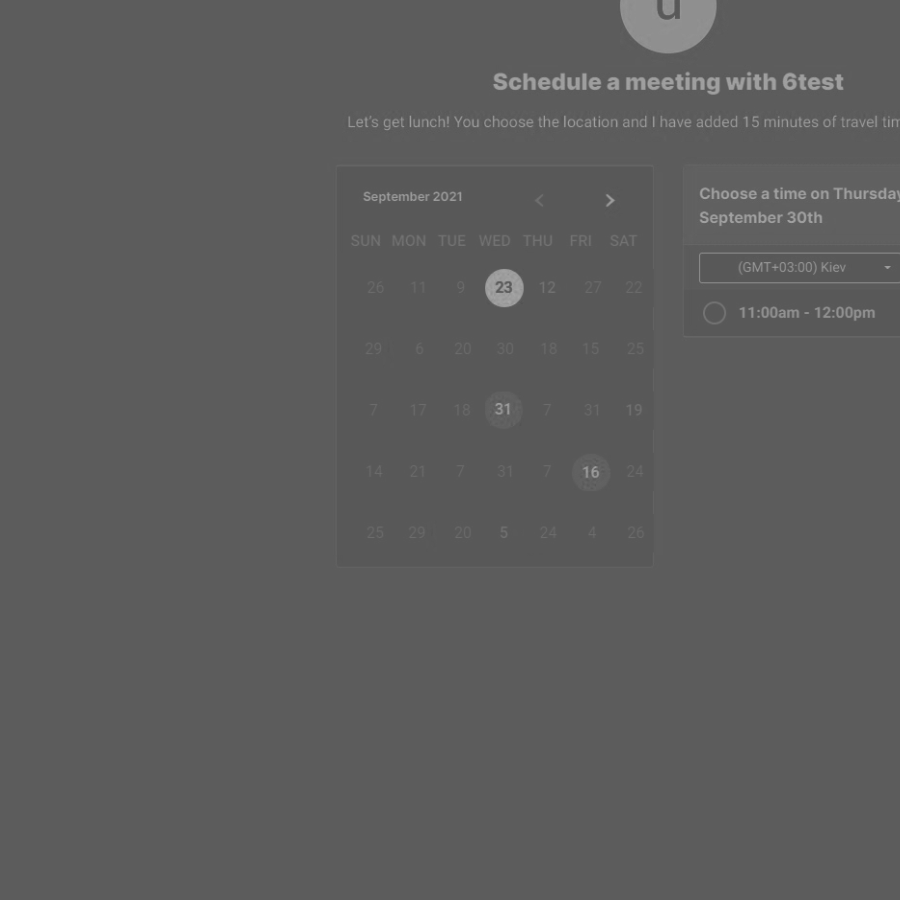 u
Schedule a meeting with 6test
Let's get lunch! You choose the location and I have added 15 minutes of travel
September 2021
SUN MON TUE WED THU FRI SAT
26 11 9 23 12 27 22
29 6 20 30 18 15 25
7 17 18 31 7 31 19
14 21 7 31 7 16 24
25 29 20 5 24 4 26
Choose a time on Thursday
September 30th
(GMT+03:00) Kiev
11:00am - 12:00pm